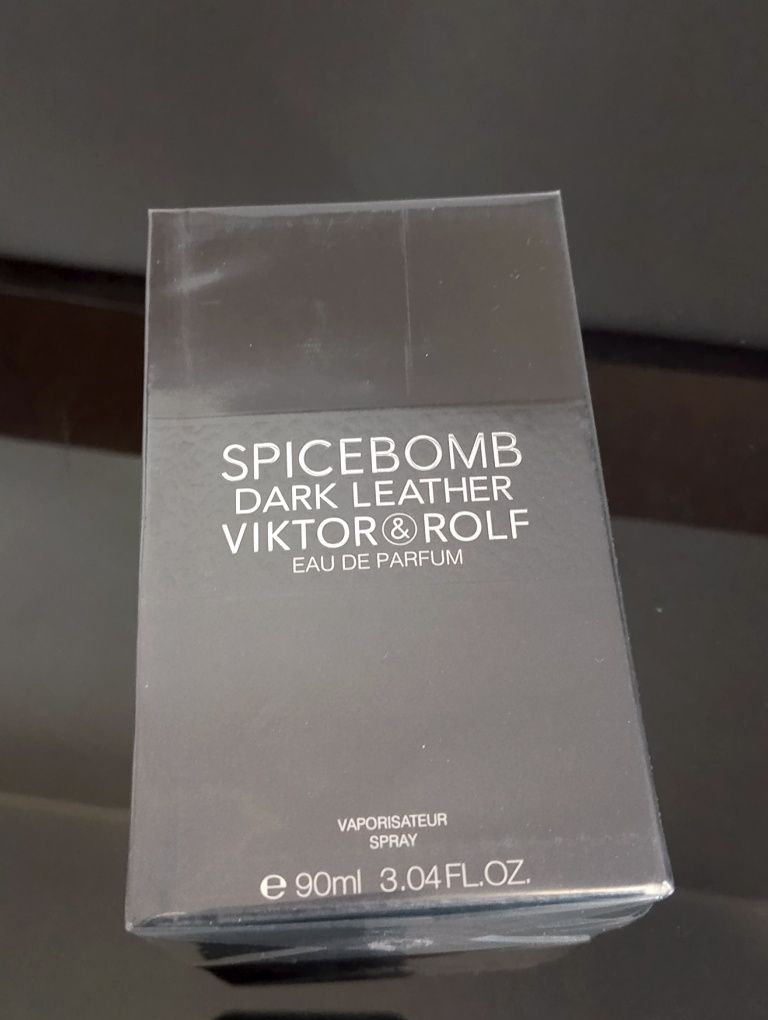 SPICEBOMB
DARK LEATHER
VIKTOR&ROLF
EAU DE PARFUM
VAPORISATEUR
SPRAY
℮ 90ml 3.04FL.OZ.